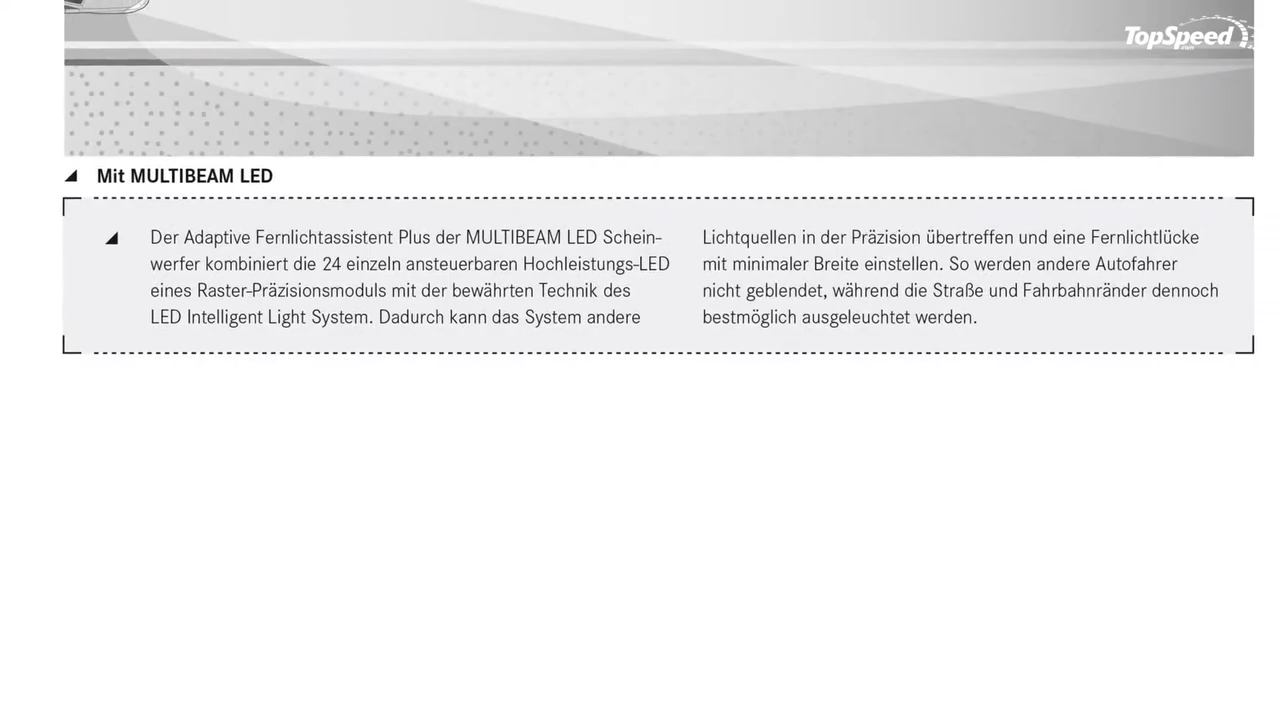 TopSpeed
.com
Mit MULTIBEAM LED
Der Adaptive Fernlichtassistent Plus der MULTIBEAM LED Schein-
werfer kombiniert die 24 einzeln ansteuerbaren Hochleistungs-LED
eines Raster-Präzisionsmoduls mit der bewährten Technik des
LED Intelligent Light System. Dadurch kann das System andere
Lichtquellen in der Präzision übertreffen und eine Fernlichtlücke
mit minimaler Breite einstellen. So werden andere Autofahrer
nicht geblendet, während die Straße und Fahrbahnränder dennoch
bestmöglich ausgeleuchtet werden.